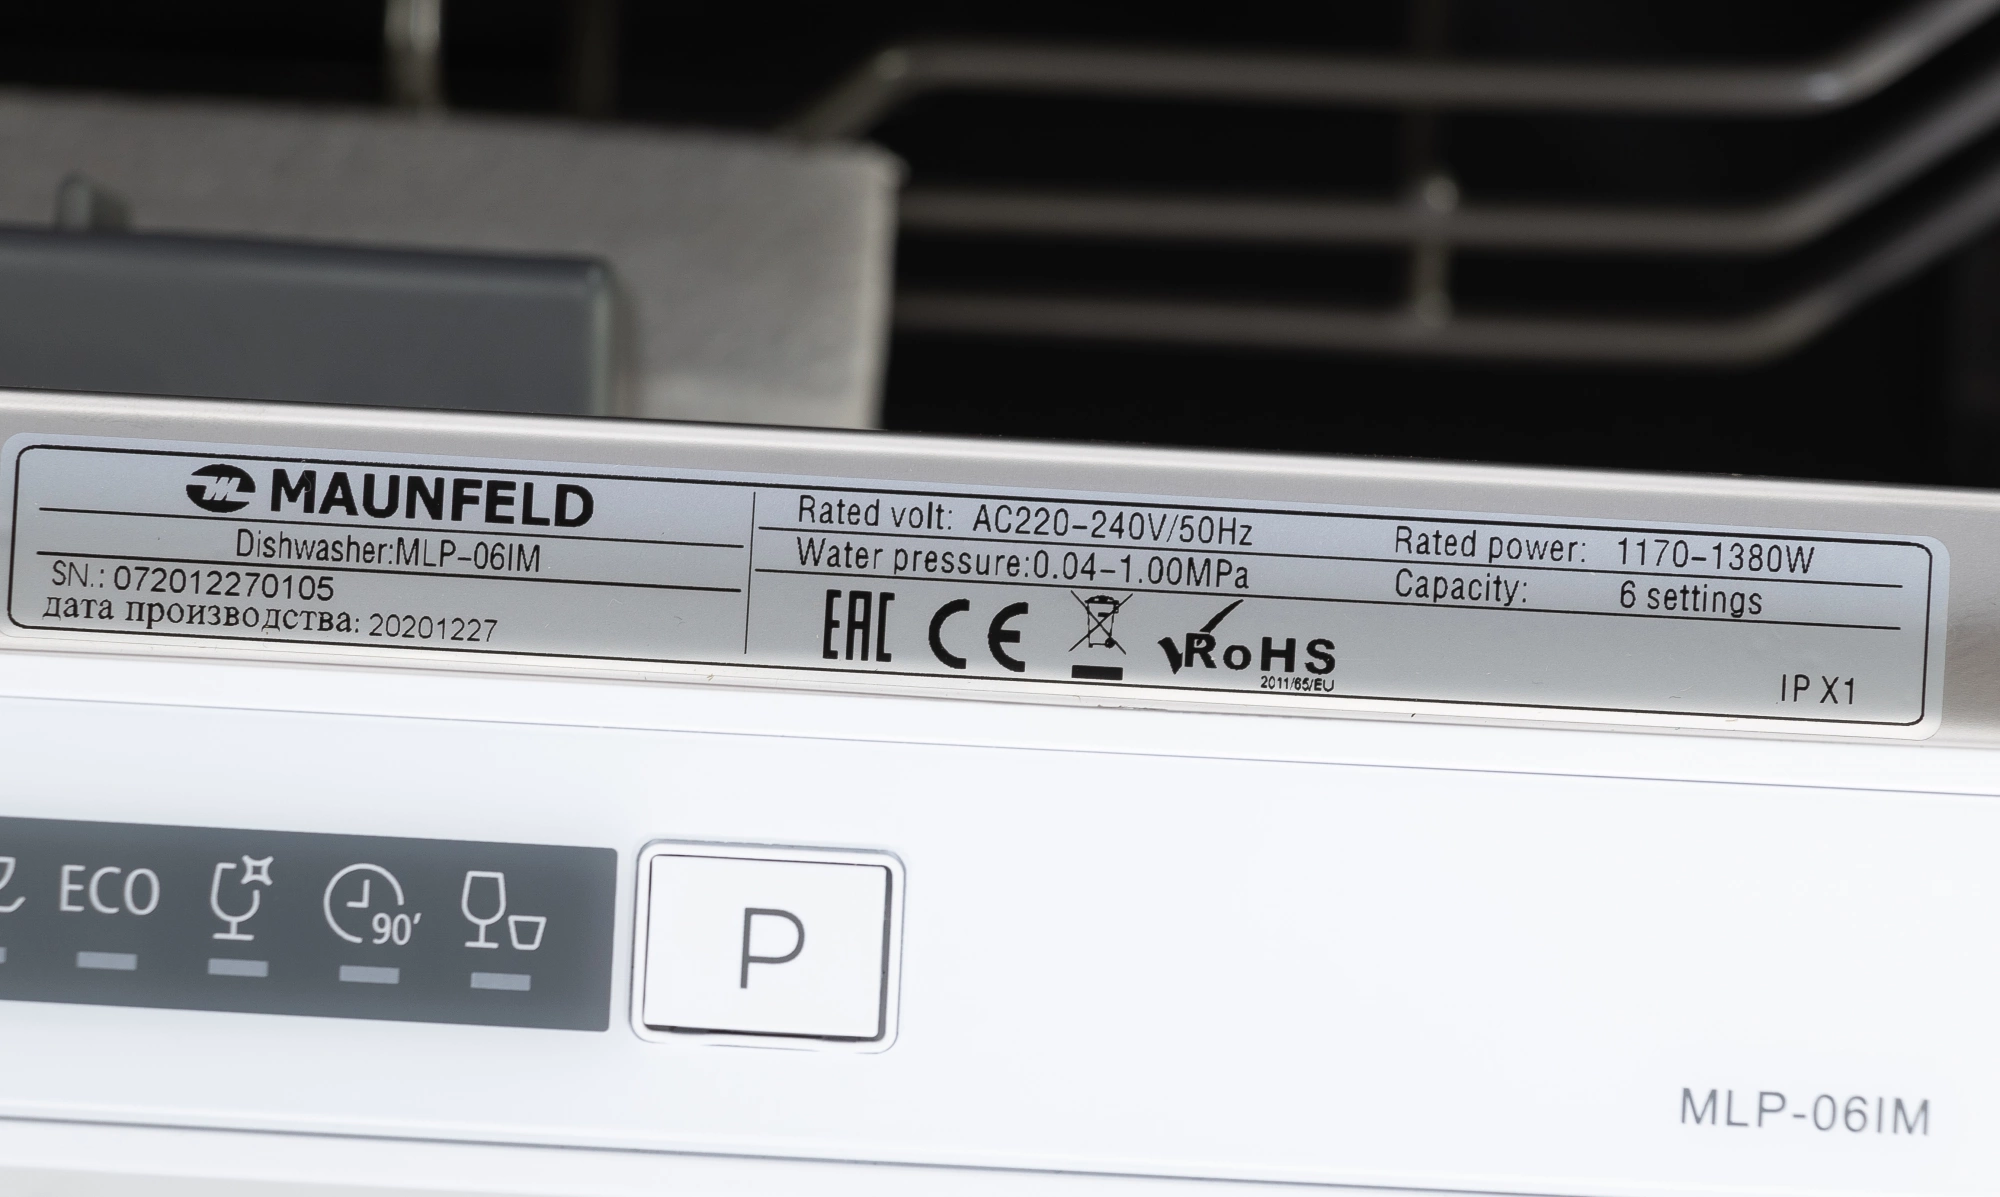 MAUNFELD
Dishwasher:MLP-06IM
SN.: 072012270105
дата производства: 20201227
Rated volt: AC220-240V/50Hz Rated power: 1170-1380W
Water pressure:0.04-1.00MPa Capacity: 6 settings
EAC CE RoHS
2011/65/EU
IP X1
ECO 90'
P
MLP-06IM